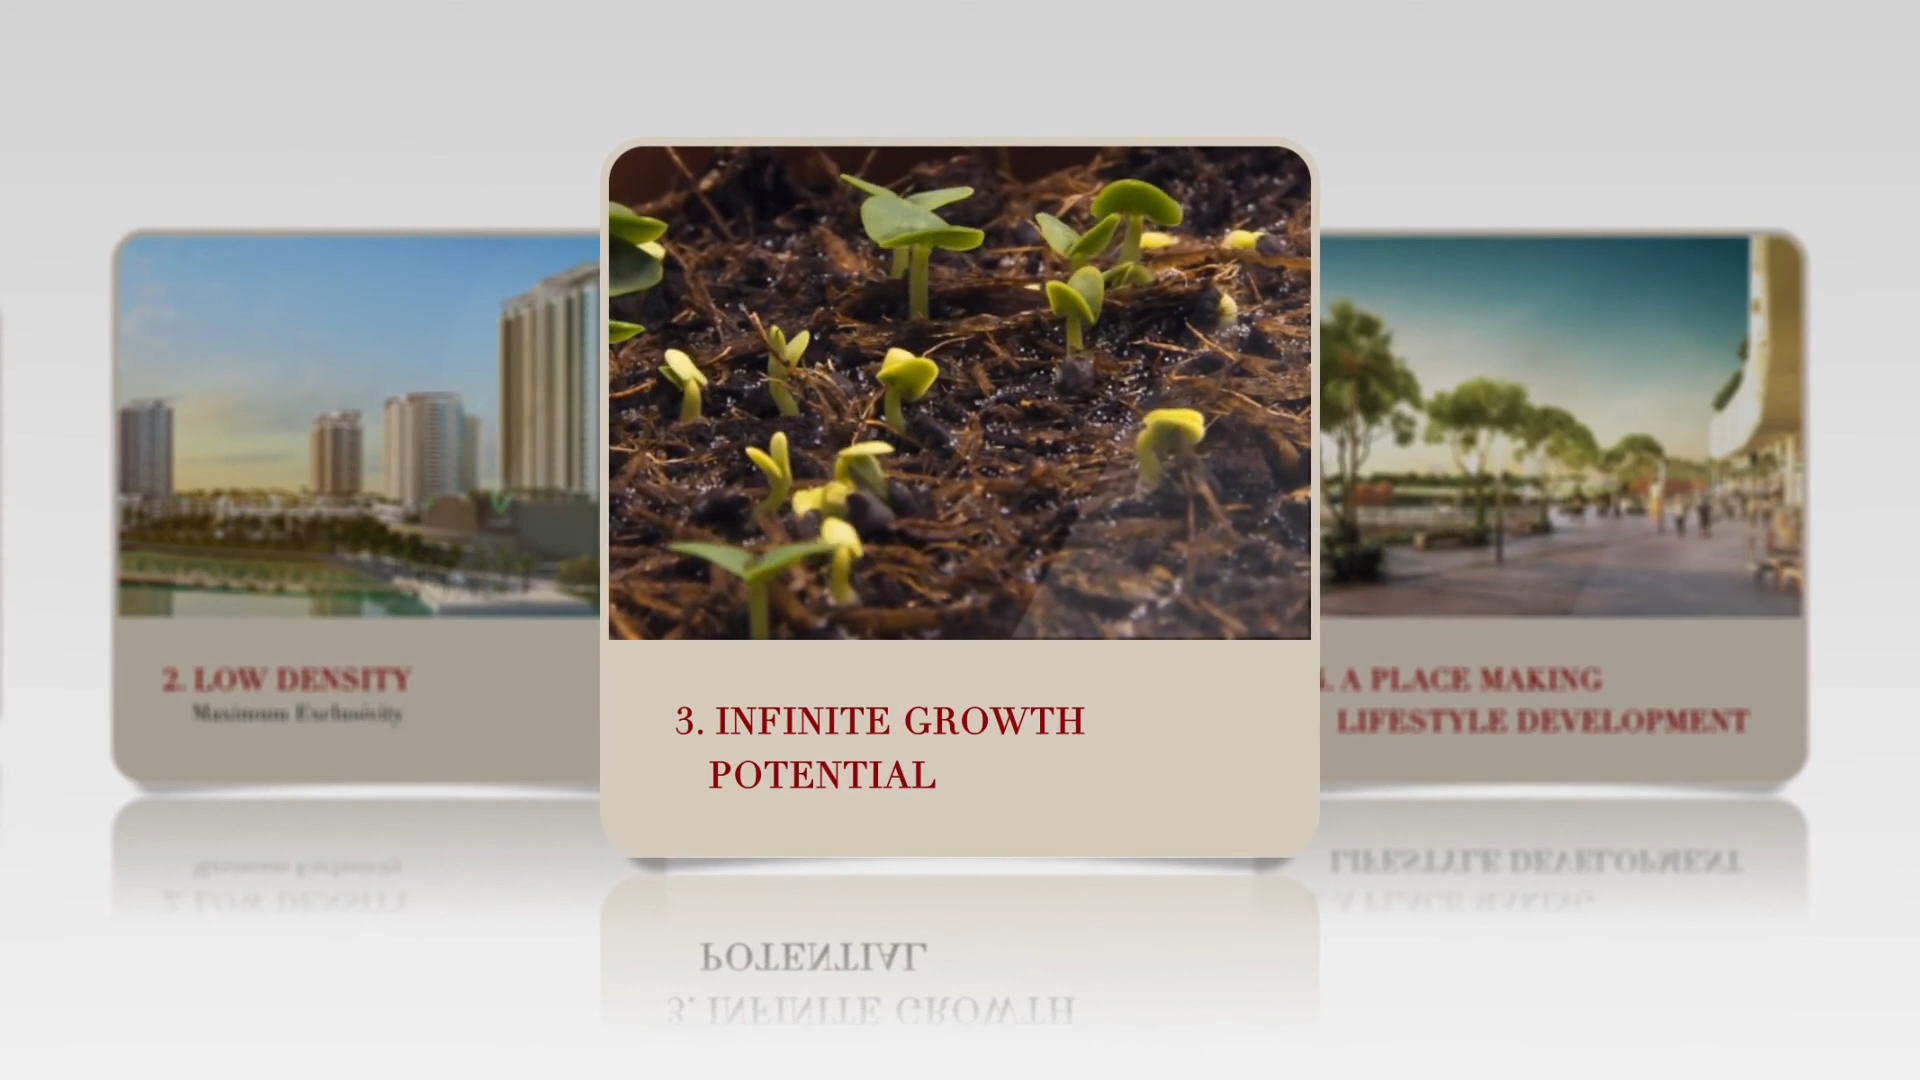 2. LOW DENSITY
Maximum Exclusivity
3. INFINITE GROWTH
POTENTIAL
A PLACE MAKING
LIFESTYLE DEVELOPMENT